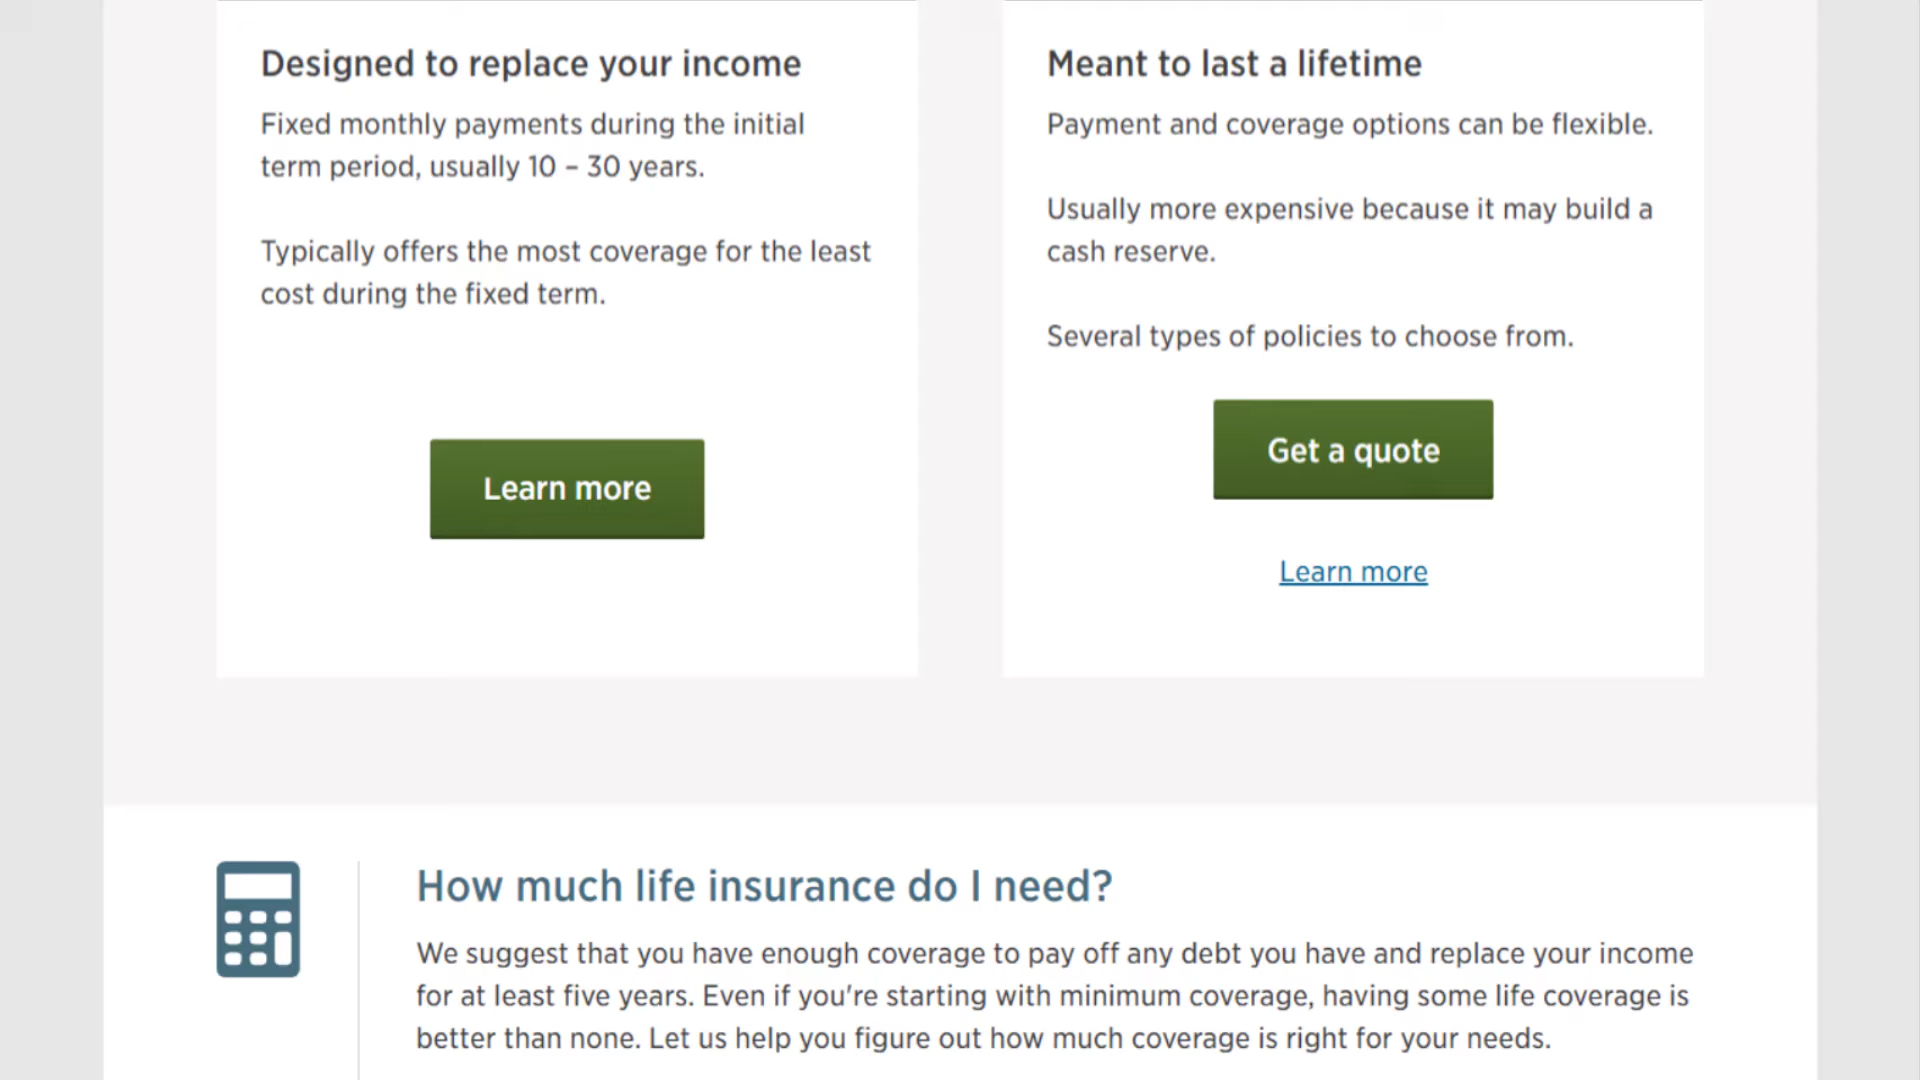 Designed to replace your income
Fixed monthly payments during the initial
term period, usually 10 – 30 years.
Typically offers the most coverage for the least
cost during the fixed term.
Learn more
Meant to last a lifetime
Payment and coverage options can be flexible.
Usually more expensive because it may build a
cash reserve.
Several types of policies to choose from.
Get a quote
Learn more
How much life insurance do I need?
We suggest that you have enough coverage to pay off any debt you have and replace your income
for at least five years. Even if you're starting with minimum coverage, having some life coverage is
better than none. Let us help you figure out how much coverage is right for your needs.